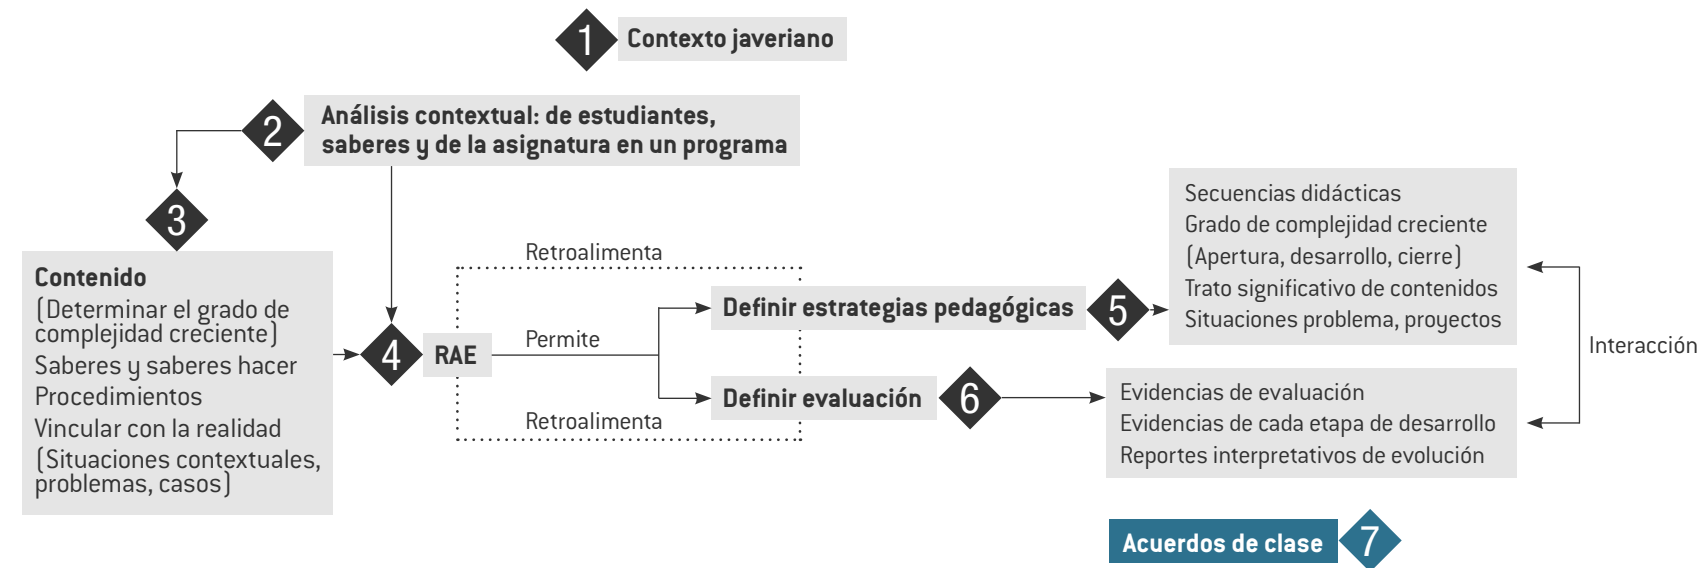 1
Contexto javeriano
2
Análisis contextual: de estudiantes,
saberes y de la asignatura en un programa
3
Contenido
(Determinar el grado de
complejidad creciente)
Saberes y saberes hacer
Procedimientos
Vincular con la realidad
(Situaciones contextuales,
problemas, casos)
4
RAE
Retroalimenta
Permite
Retroalimenta
Definir estrategias pedagógicas
5
Secuencias didácticas
Grado de complejidad creciente
(Apertura, desarrollo, cierre)
Trato significativo de contenidos
Situaciones problema, proyectos
Definir evaluación
6
Evidencias de evaluación
Evidencias de cada etapa de desarrollo
Reportes interpretativos de evolución
Interacción
Acuerdos de clase
7